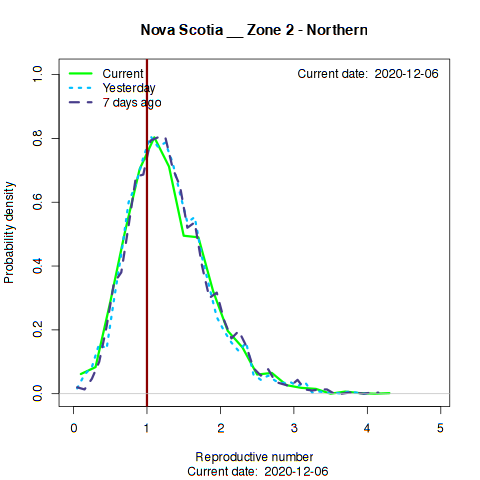 Nova Scotia __ Zone 2 - Northern
Current
Yesterday
7 days ago
Current date:  2020-12-06
Probability density
1.0
0.8
0.6
0.4
0.2
0.0
0 1 2 3 4 5
Reproductive number
Current date:  2020-12-06